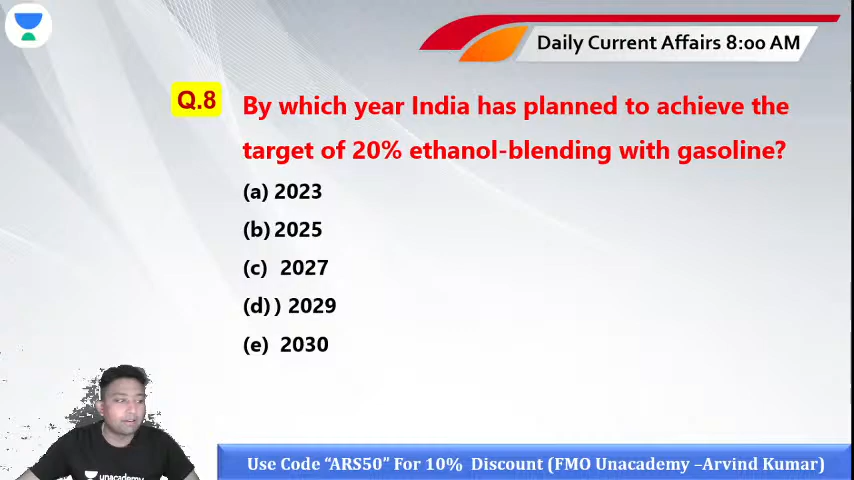 Daily Current Affairs 8:00 AM
Q.8 By which year India has planned to achieve the
target of 20% ethanol-blending with gasoline?
(a) 2023
(b) 2025
(c) 2027
(d) ) 2029
(e) 2030
unacademy
Use Code “ARS50” For 10% Discount (FMO Unacademy –Arvind Kumar)